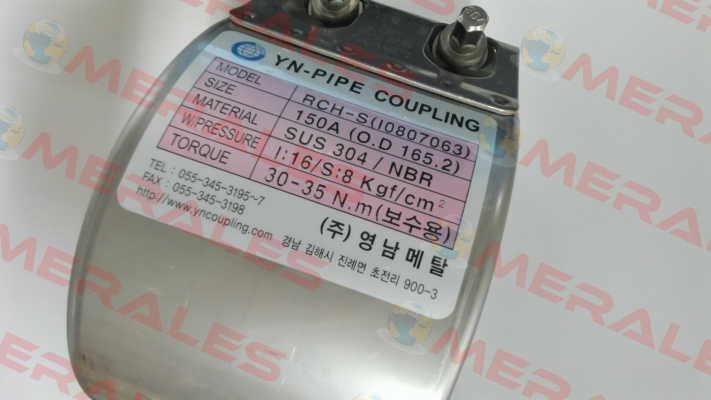 YN-PIPE COUPLING
MODEL RCH-S(I0807063)
SIZE 150A (O.D 165.2)
MATERIAL SUS 304 / NBR
W/PRESSURE I:16/S:8 Kgf/cm²
TORQUE 30-35 N.m(보수용)
TEL : 055-345-3195~7
FAX : 055-345-3198
http://www.yncoupling.com
(주) 영남메탈
경남 김해시 진례면 초전리 900-3
MERALES
MERALES
MERALES
MERALES
MERALES